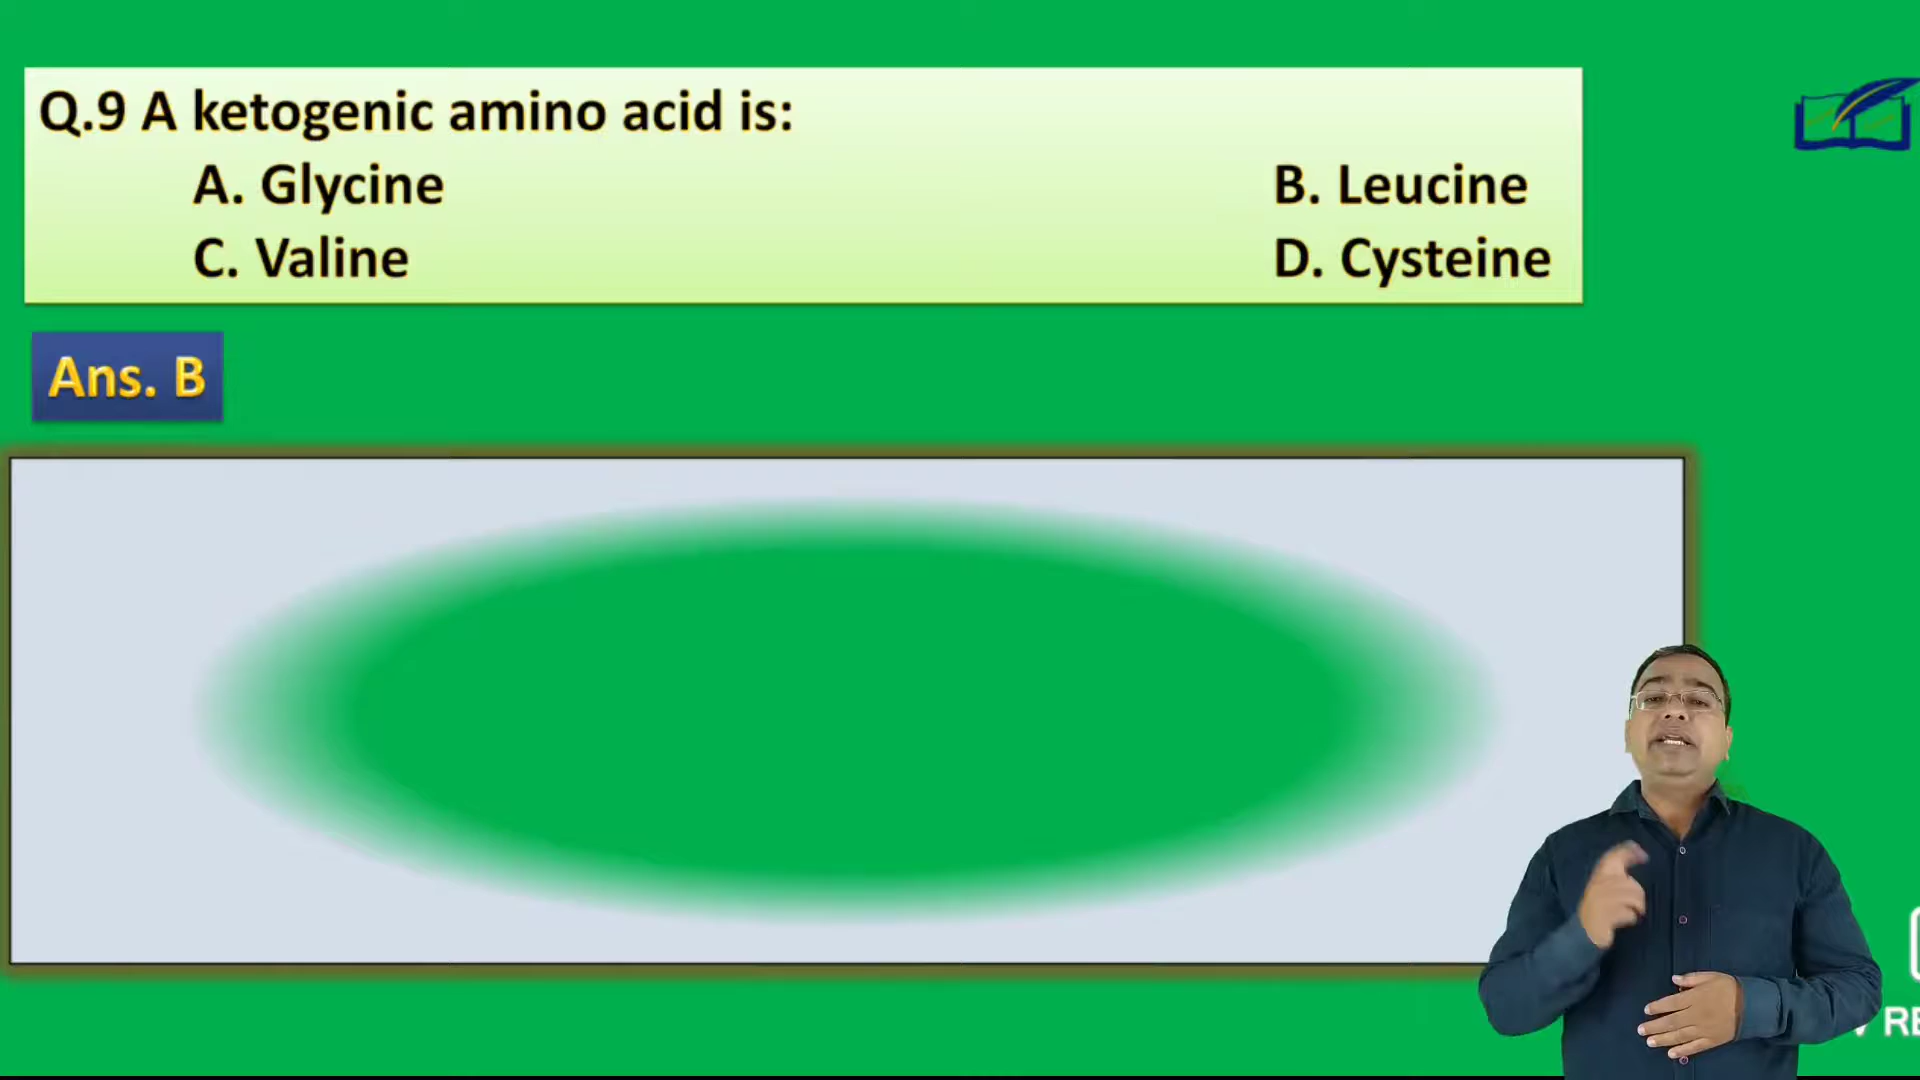 Q.9 A ketogenic amino acid is:
A. Glycine B. Leucine
C. Valine D. Cysteine
Ans. B